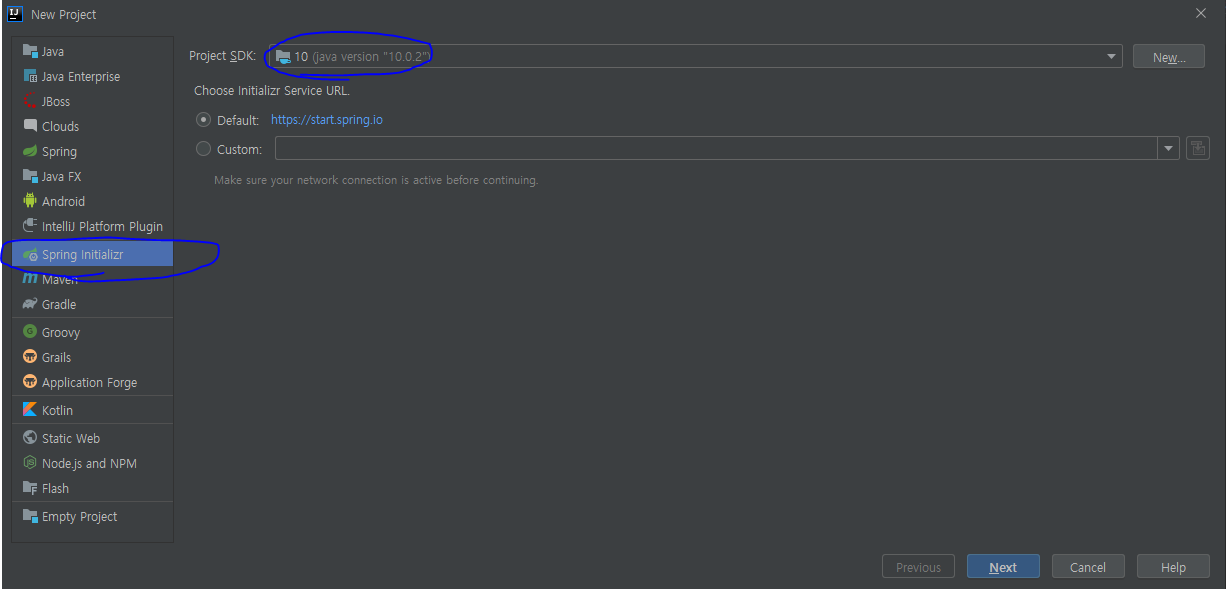 New Project
Java
Java Enterprise
JBoss
Clouds
Spring
Java FX
Android
IntelliJ Platform Plugin
Spring Initializr
Maven
Gradle
Groovy
Grails
Application Forge
Kotlin
Static Web
Node.js and NPM
Flash
Empty Project
Project SDK: 10 (java version "10.0.2") New...
Choose Initializr Service URL.
Default: https://start.spring.io
Custom:
Make sure your network connection is active before continuing.
Previous Next Cancel Help